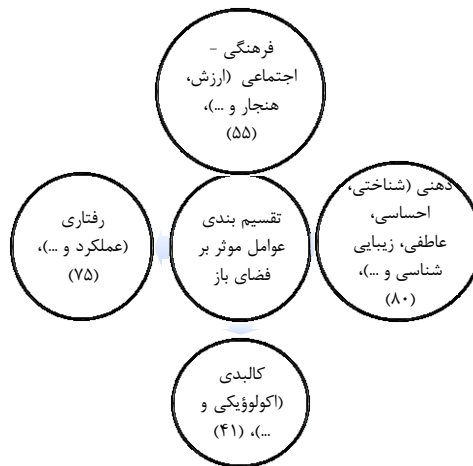 فرهنگی -
اجتماعی (ارزش،
هنجار و ...)،
(۵۵)
ذهنی (شناختی،
احساسی،
عاطفی، زیبایی
شناسی و ...)،
(۸۰)
تقسیم بندی
عوامل موثر بر
فضای باز
رفتاری
(عملکرد و ...)،
(۷۵)
کالبدی
(اکولوژیکی و
...)، (۴۱)